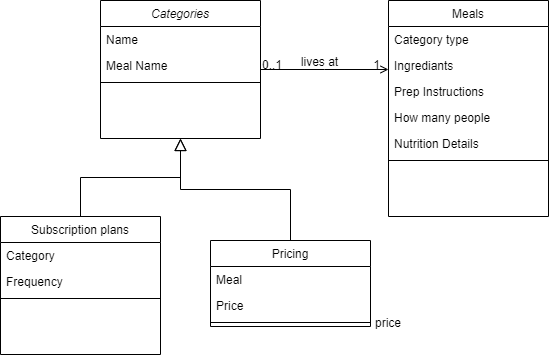 Categories
Name
Meal Name
0..1
lives at
1
Meals
Category type
Ingrediants
Prep Instructions
How many people
Nutrition Details
Subscription plans
Category
Frequency
Pricing
Meal
Price
price